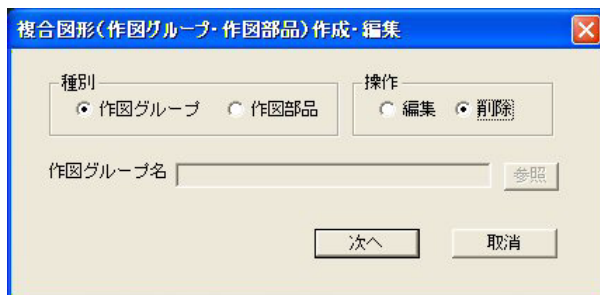 複合図形(作図グループ・作図部品)作成・編集
種別
作図グループ 作図部品
操作
編集 削除
作図グループ名 参照
次へ 取消